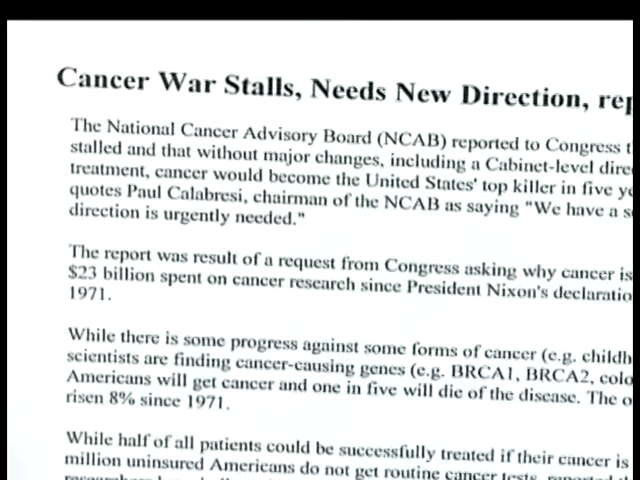 Cancer War Stalls, Needs New Direction, rep
The National Cancer Advisory Board (NCAB) reported to Congress t
stalled and that without major changes, including a Cabinet-level dire
treatment, cancer would become the United States' top killer in five ye
quotes Paul Calabresi, chairman of the NCAB as saying "We have a s
direction is urgently needed."
The report was result of a request from Congress asking why cancer is
$23 billion spent on cancer research since President Nixon's declaratio
1971.
While there is some progress against some forms of cancer (e.g. childh
scientists are finding cancer-causing genes (e.g. BRCA1, BRCA2, colo
Americans will get cancer and one in five will die of the disease. The o
risen 8% since 1971.
While half of all patients could be successfully treated if their cancer is
million uninsured Americans do not get routine cancer tests, reported th